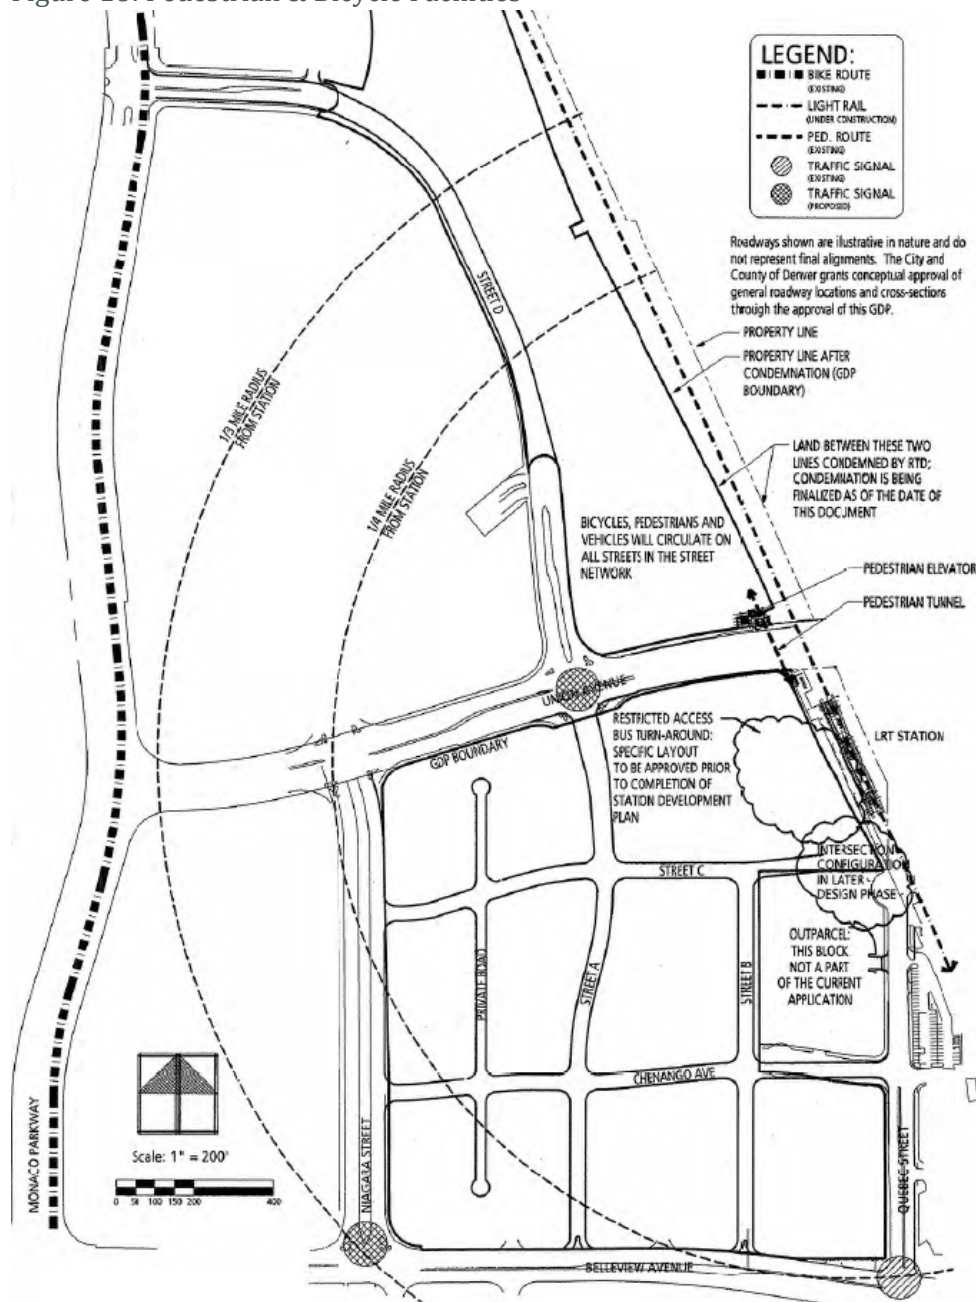 Figure 18: Pedestrian & Bicycle Facilities
LEGEND:
BIKE ROUTE
(EXISTING)
LIGHT RAIL
(UNDER CONSTRUCTION)
PED. ROUTE
(EXISTING)
TRAFFIC SIGNAL
(EXISTING)
TRAFFIC SIGNAL
(PROPOSED)
Roadways shown are illustrative in nature and do
not represent final alignments. The City and
County of Denver grants conceptual approval of
general roadway locations and cross-sections
through the approval of this GDP.
PROPERTY LINE
PROPERTY LINE AFTER
CONDEMNATION (GDP
BOUNDARY)
STREET D
1/3 MILE RADIUS
FROM STATION
1/4 MILE RADIUS
FROM STATION
LAND BETWEEN THESE TWO
LINES CONDEMNED BY RTD;
CONDEMNATION IS BEING
FINALIZED AS OF THE DATE OF
THIS DOCUMENT
BICYCLES, PEDESTRIANS AND
VEHICLES WILL CIRCULATE ON
ALL STREETS IN THE STREET
NETWORK
PEDESTRIAN ELEVATOR
PEDESTRIAN TUNNEL
UNION AVENUE
GDP BOUNDARY
RESTRICTED ACCESS
BUS TURN-AROUND:
SPECIFIC LAYOUT
TO BE APPROVED PRIOR
TO COMPLETION OF
STATION DEVELOPMENT
PLAN
LRT STATION
INTERSECTION
CONFIGURATION
IN LATER
DESIGN PHASE
STREET C
OUTPARCEL:
THIS BLOCK
NOT A PART
OF THE CURRENT
APPLICATION
PRIVATE ROAD
STREET A
STREET B
CHENANGO AVE
MONACO PARKWAY
Scale: 1" = 200'
0 50 100 150 200 400
NIAGARA STREET
QUEBEC STREET
BELLEVIEW AVENUE